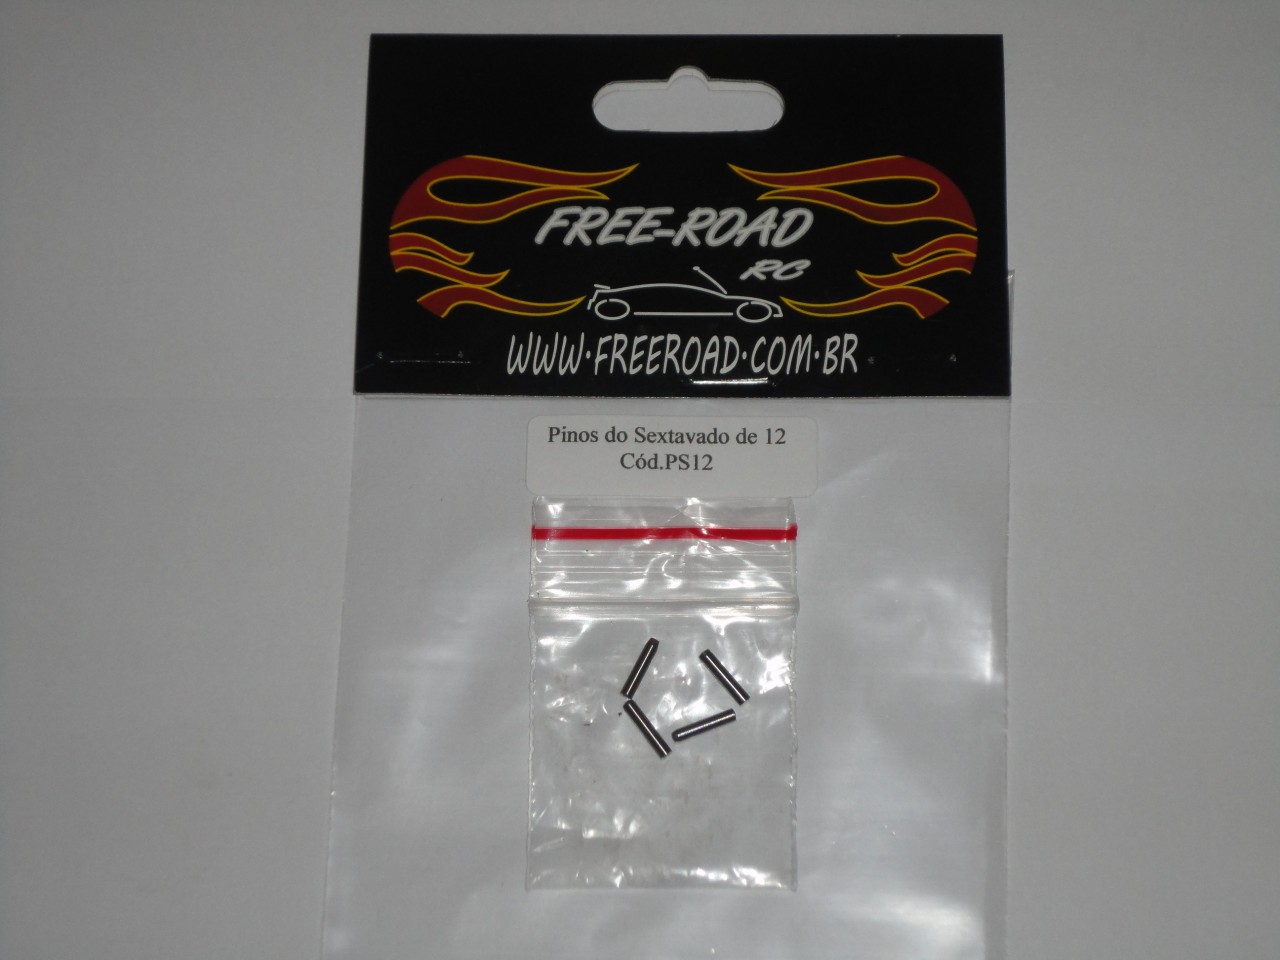 FREE-ROAD
RC
WWW.FREEROAD.COM.BR
Pinos do Sextavado de 12
Cód.PS12